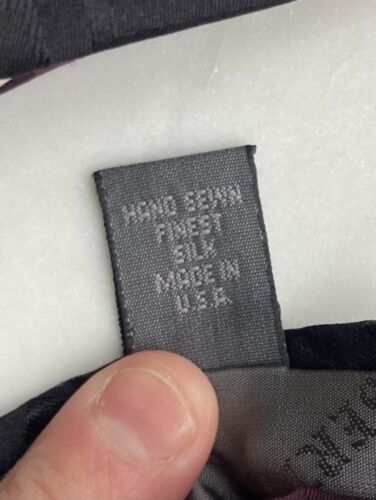 HAND SEWN
FINEST
SILK
MADE IN
U.S.A.